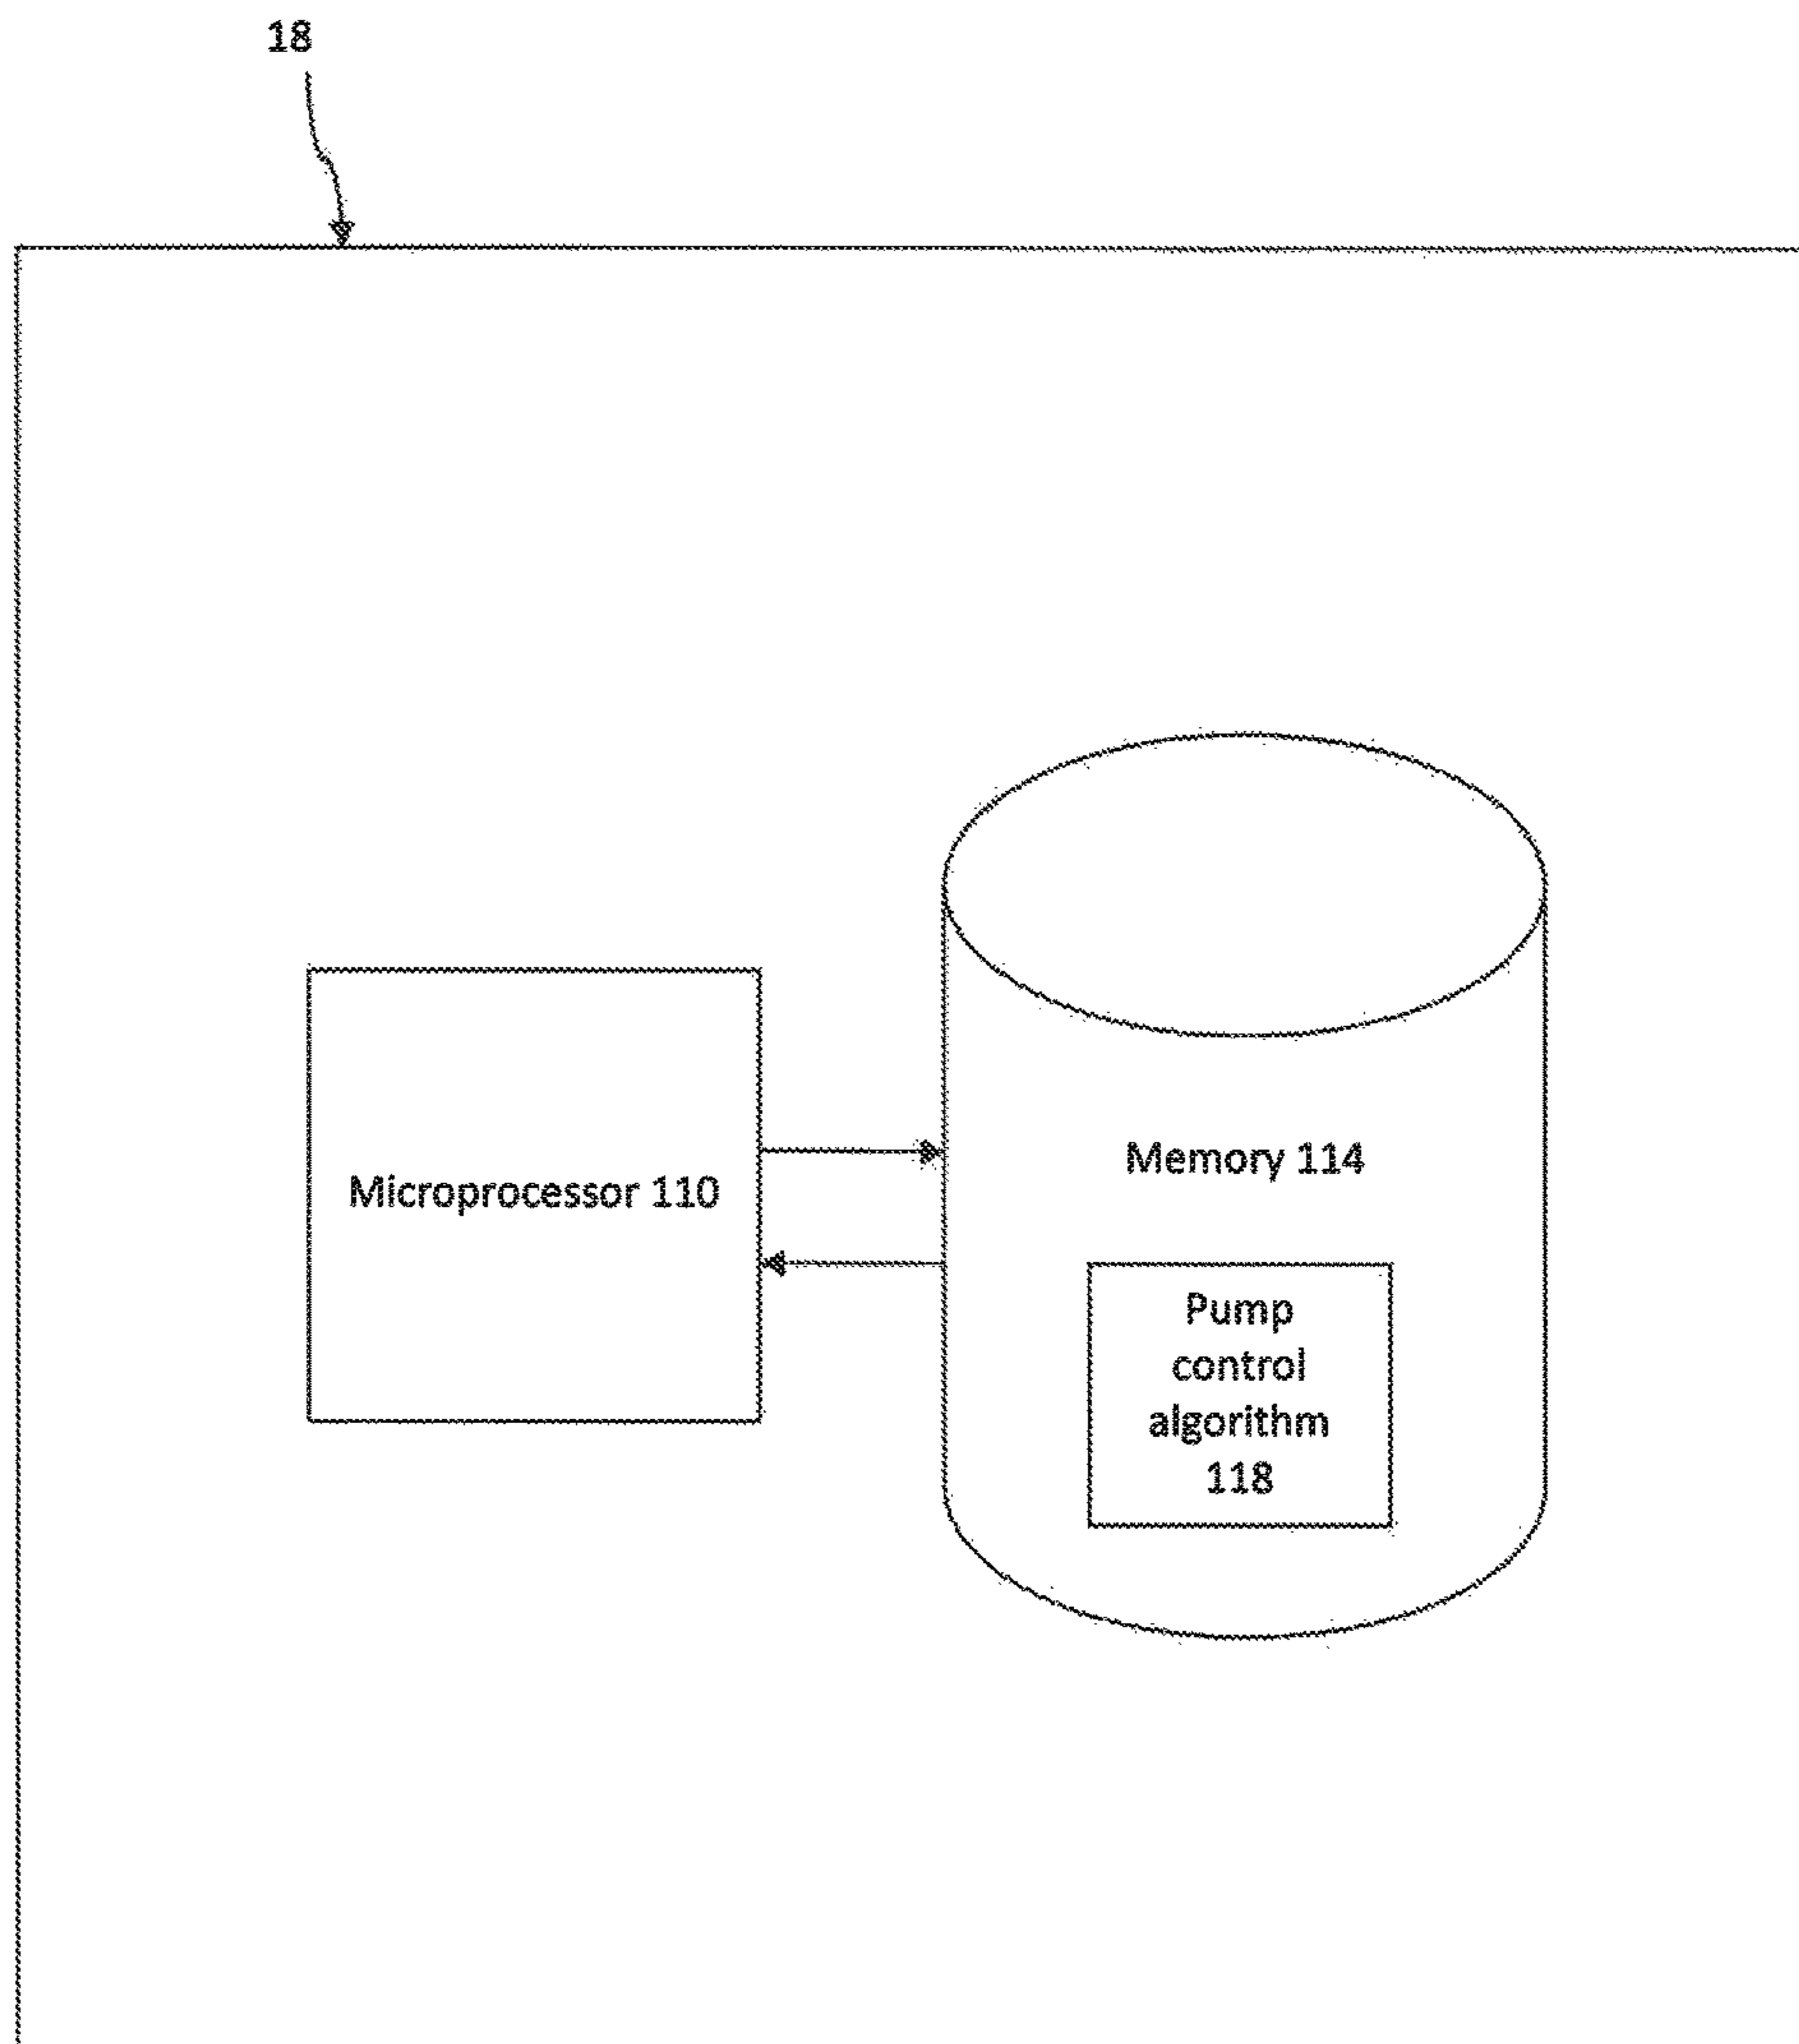 18
Microprocessor 110
Memory 114
Pump
control
algorithm
118